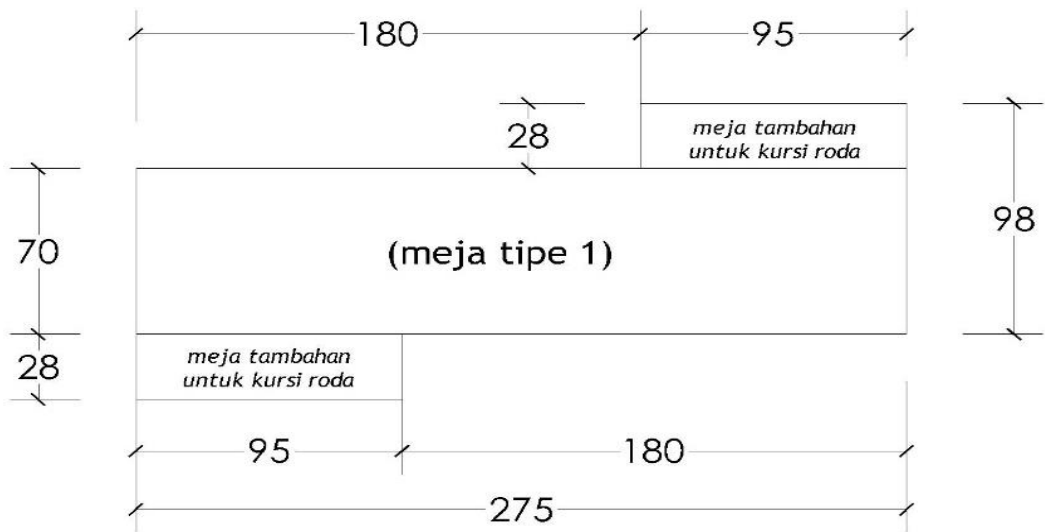 180
95
28
meja tambahan
untuk kursi roda
70
(meja tipe 1)
98
28
meja tambahan
untuk kursi roda
95
180
275